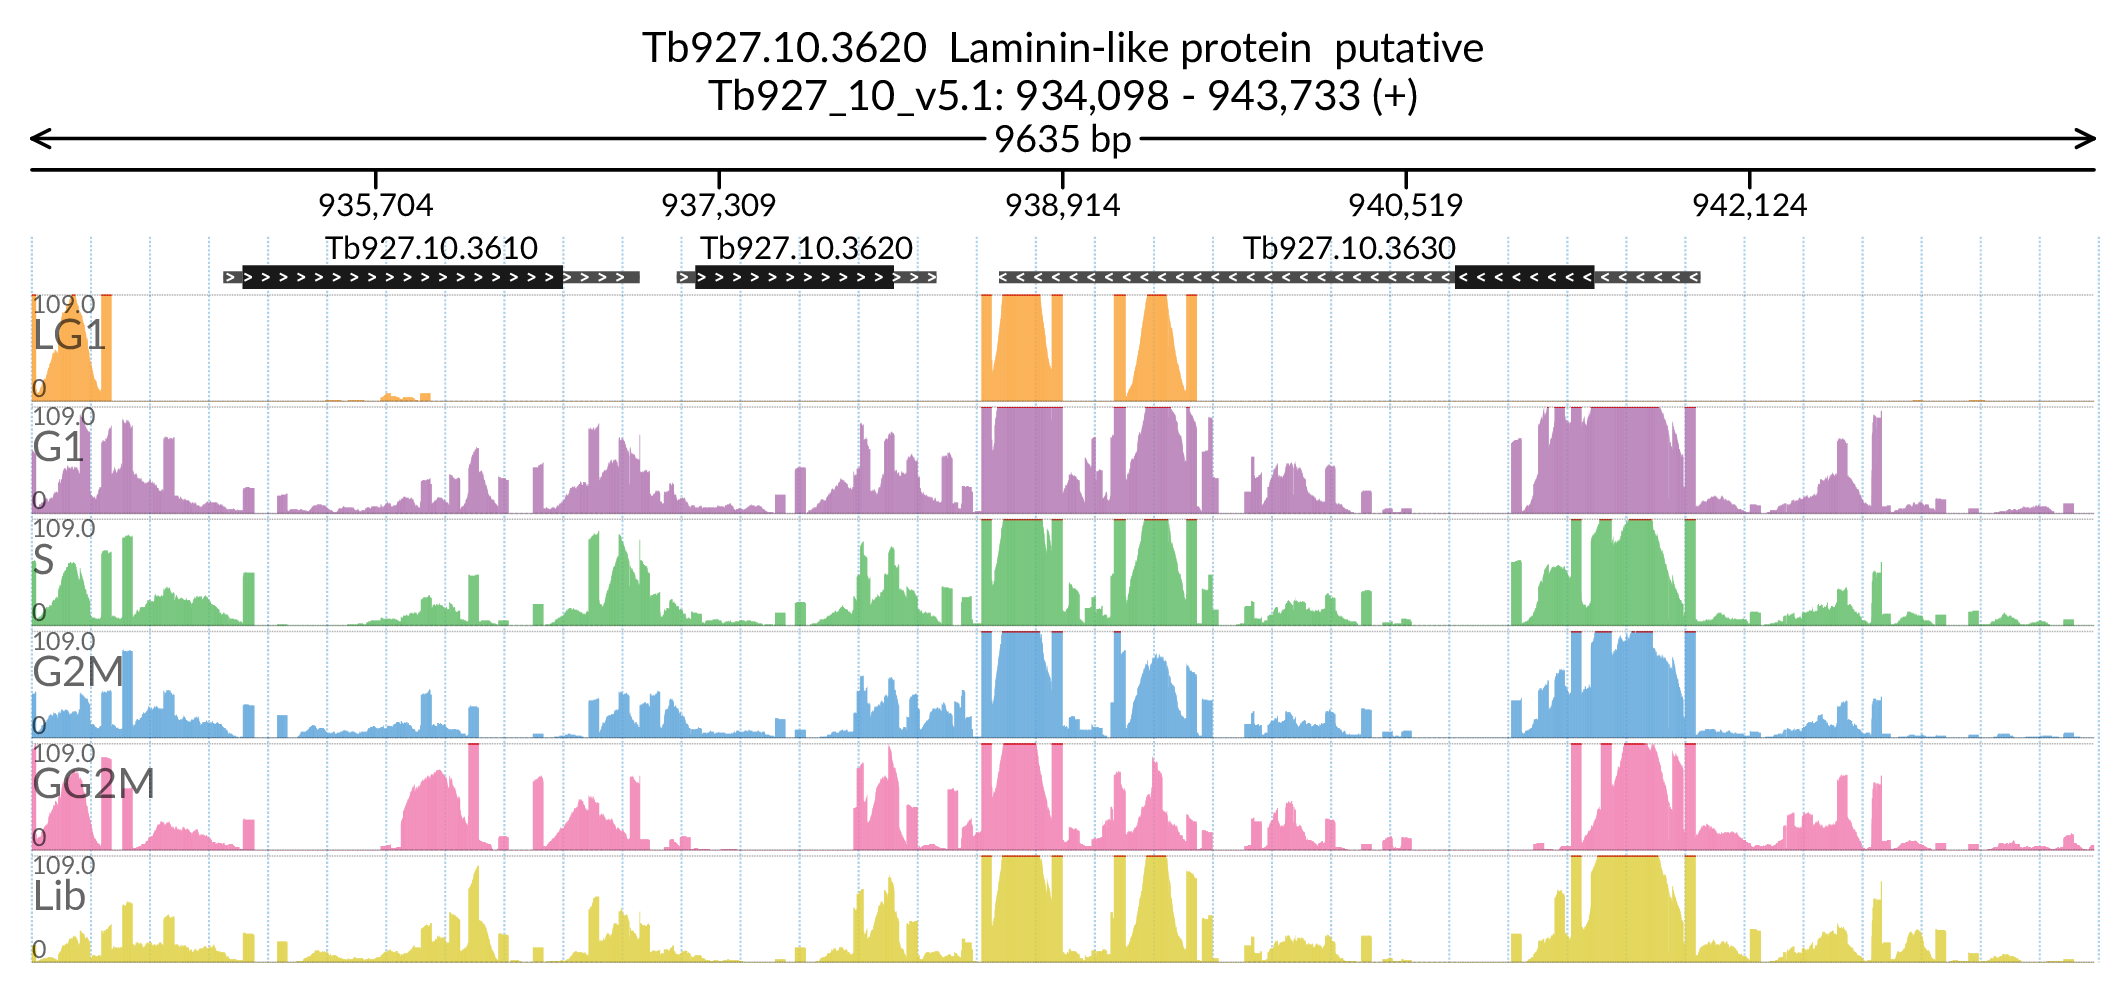 Tb927.10.3620  Laminin-like protein  putative
Tb927_10_v5.1: 934,098 - 943,733 (+)
9635 bp
935,704 937,309 938,914 940,519 942,124
Tb927.10.3610 Tb927.10.3620 Tb927.10.3630
109.0
LG1
0
109.0
G1
0
109.0
S
0
109.0
G2M
0
109.0
GG2M
0
109.0
Lib
0